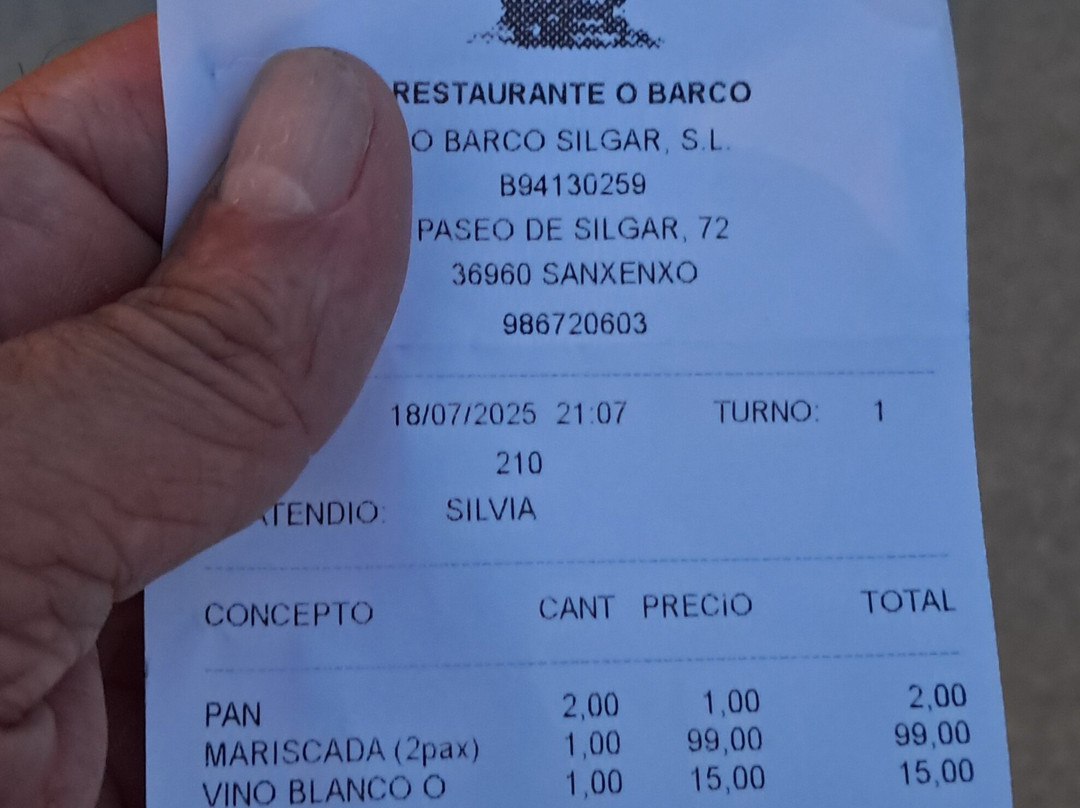 RESTAURANTE O BARCO
O BARCO SILGAR, S.L.
B94130259
PASEO DE SILGAR, 72
36960 SANXENXO
986720603
18/07/2025 21:07 TURNO: 1
210
ATENDIO: SILVIA
CONCEPTO CANT PRECiO TOTAL
PAN 2,00 1,00 2,00
MARISCADA (2pax) 1,00 99,00 99,00
VINO BLANCO O 1,00 15,00 15,00